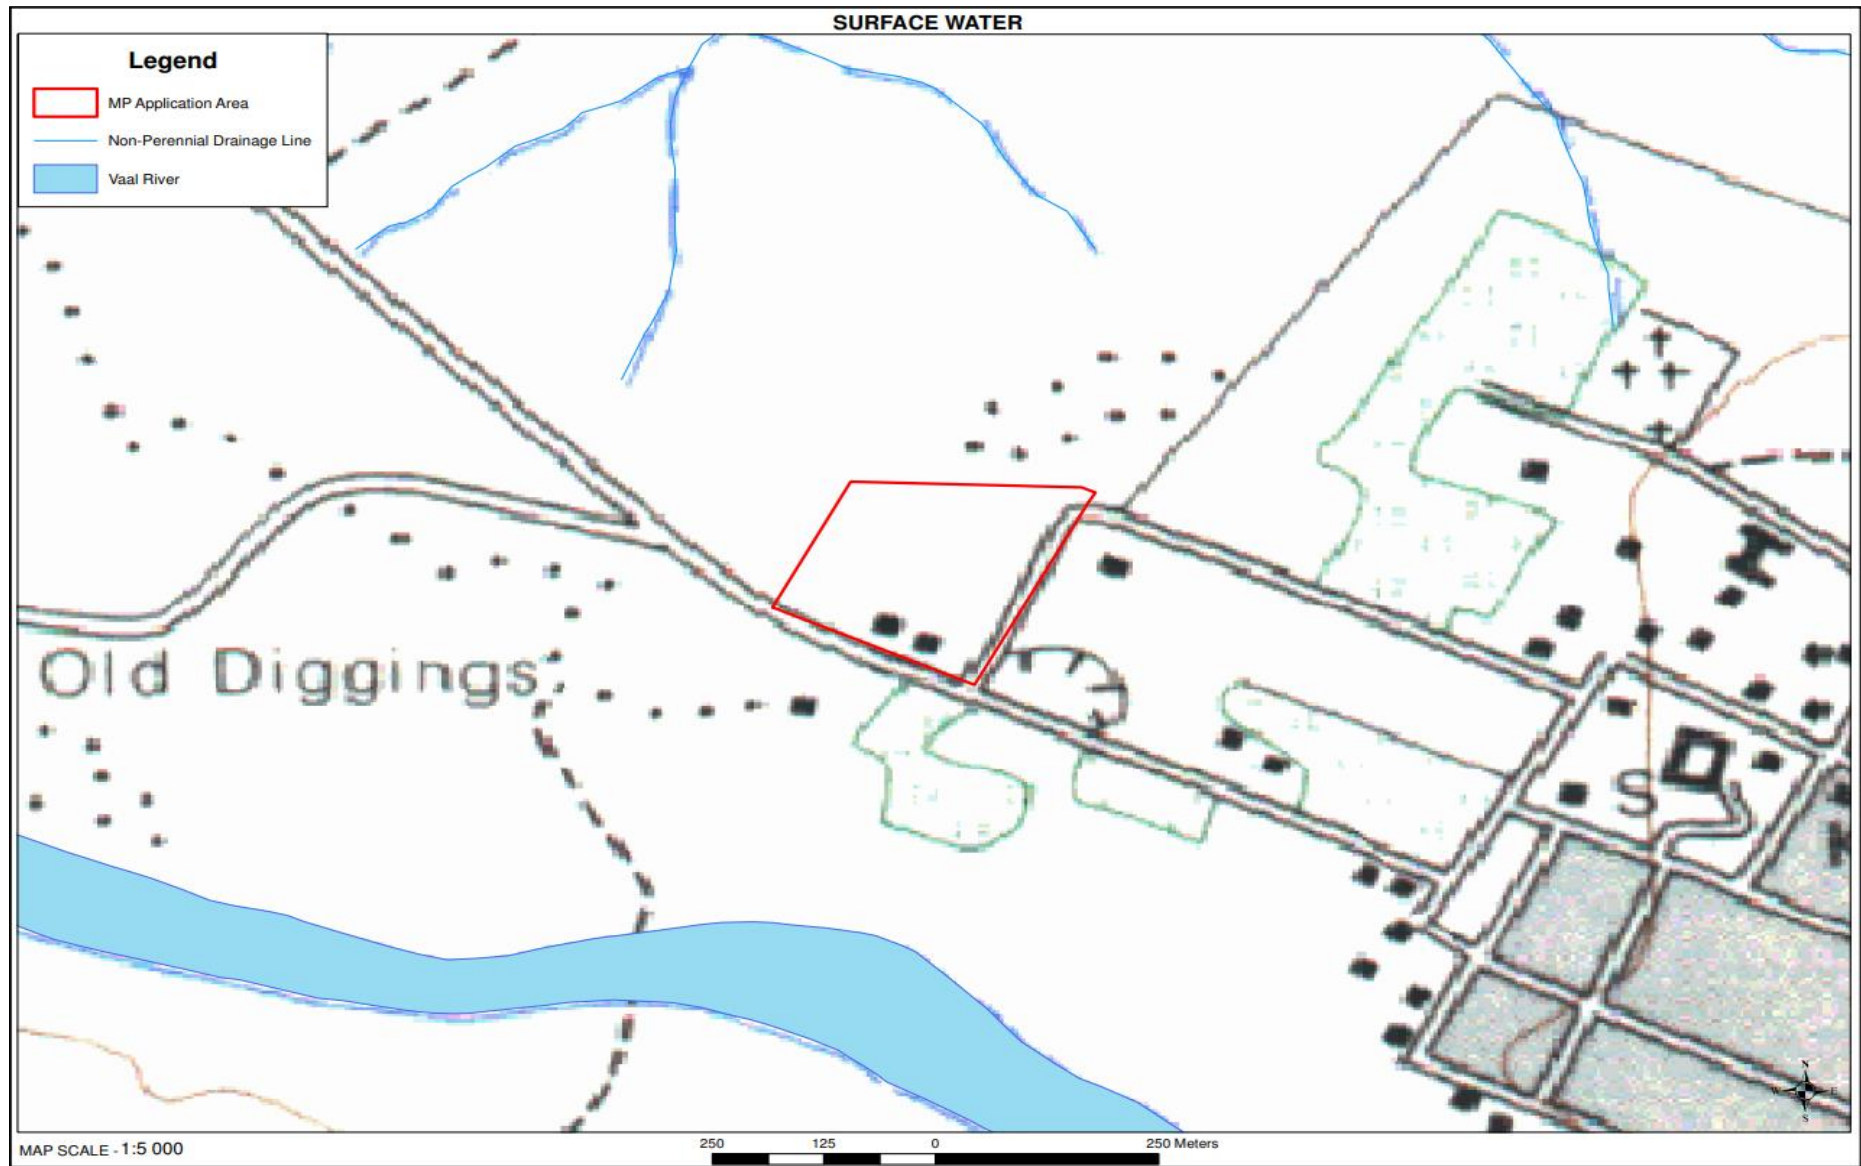 SURFACE WATER
Legend
MP Application Area
Non-Perennial Drainage Line
Vaal River
Old Diggings
S
K
N
W E
S
MAP SCALE - 1:5 000
250 125 0 250 Meters